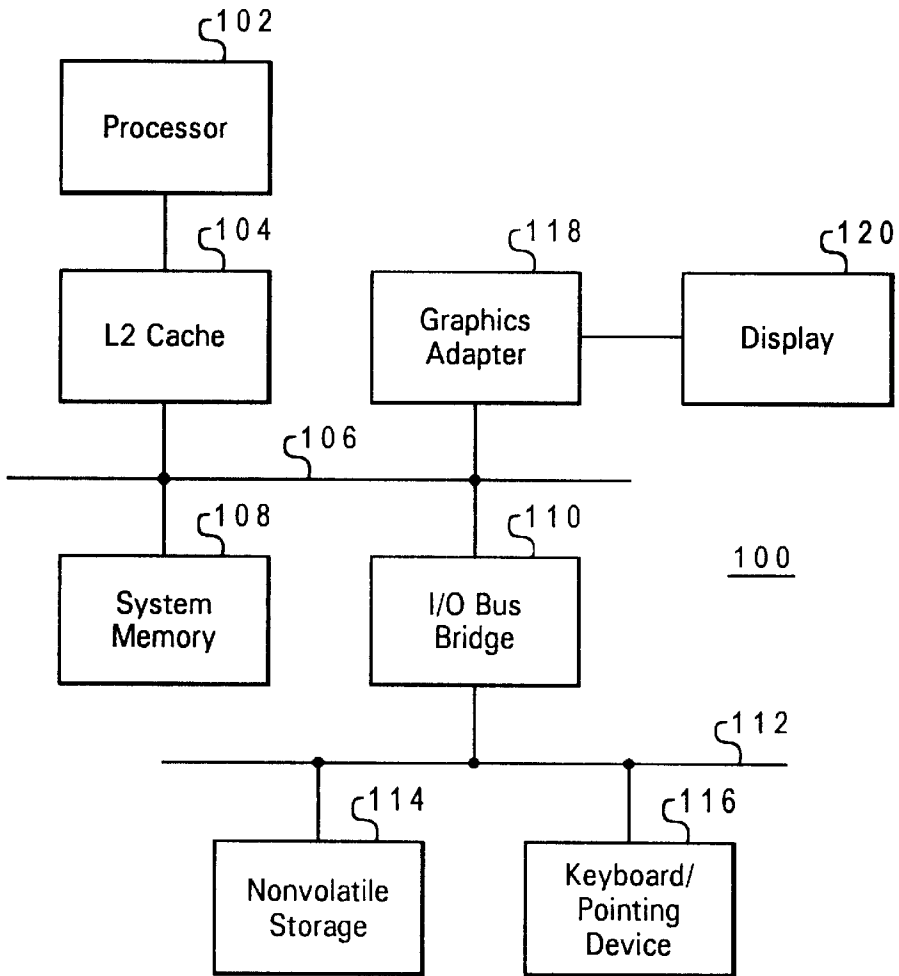 102
Processor
104
L2 Cache
118
Graphics
Adapter
120
Display
106
108
System
Memory
110
I/O Bus
Bridge
100
112
114
Nonvolatile
Storage
116
Keyboard/
Pointing
Device